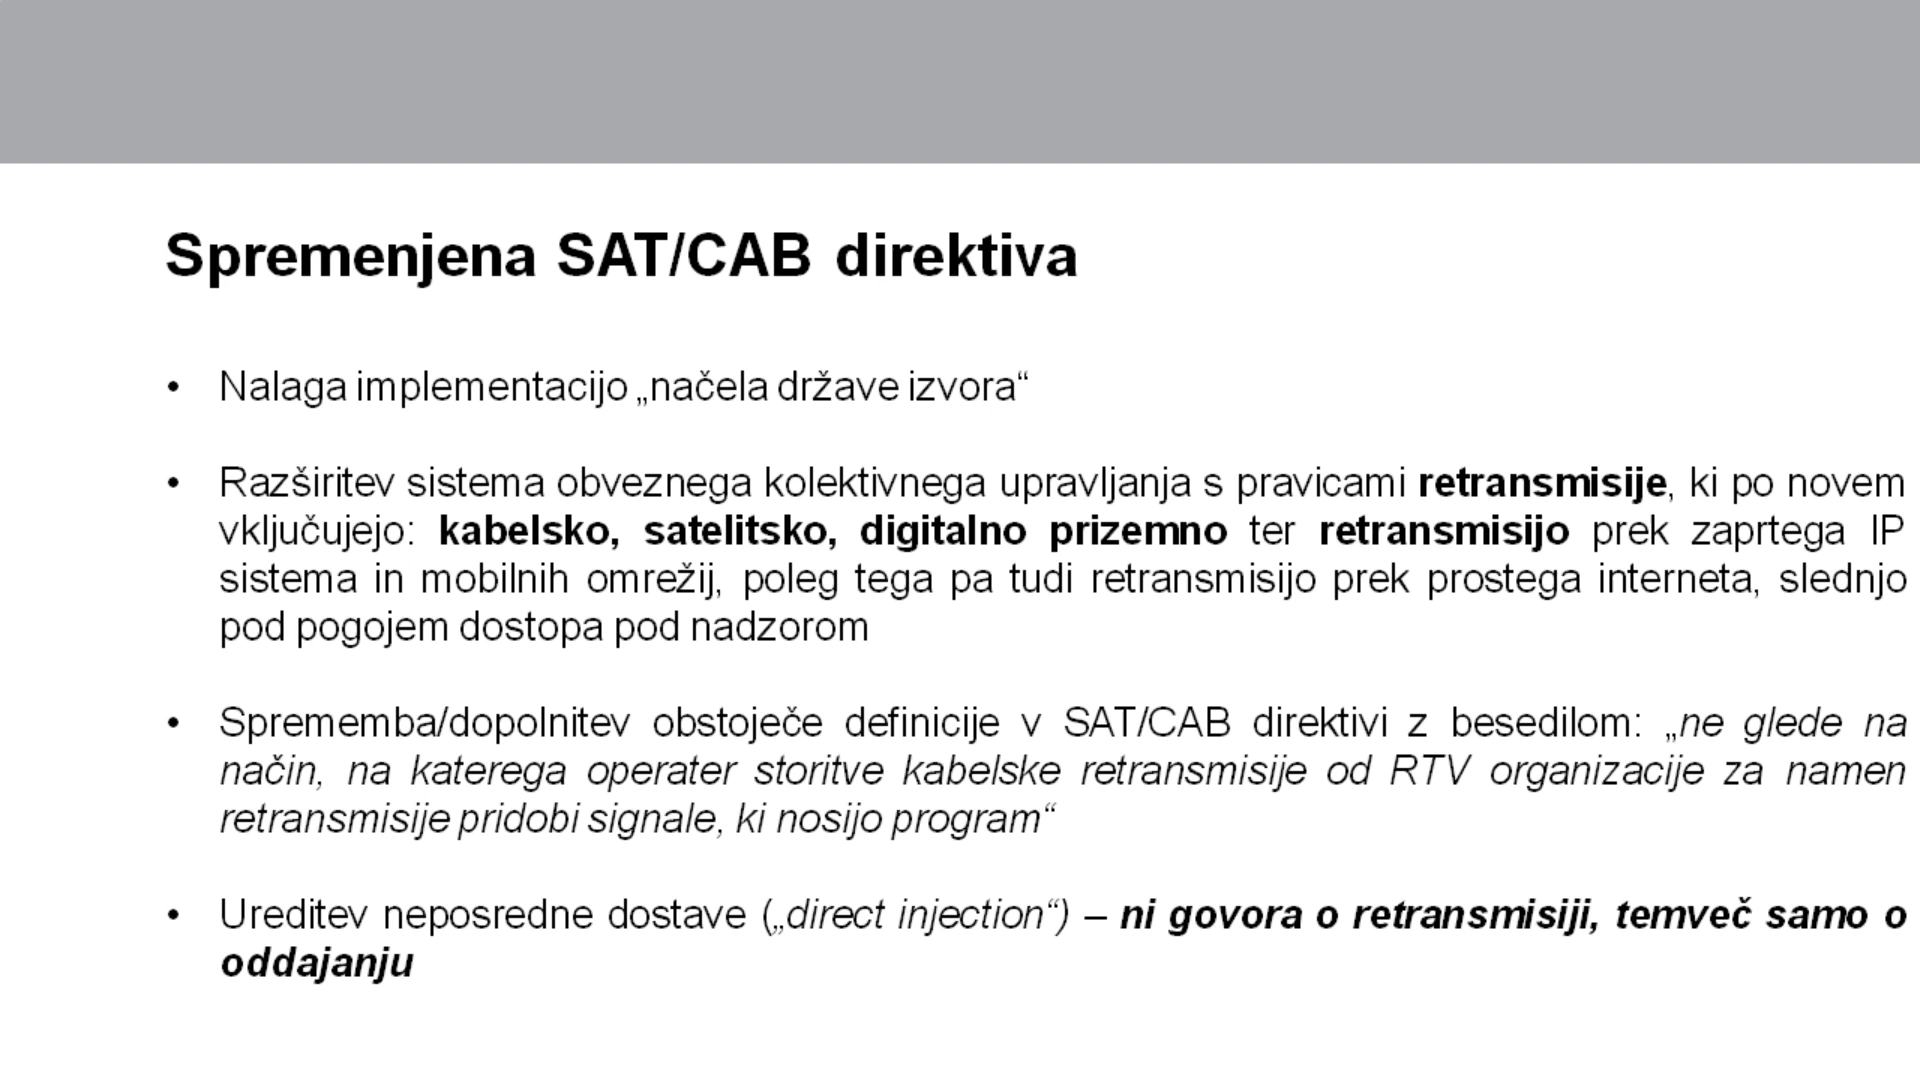 Spremenjena SAT/CAB direktiva
• Nalaga implementacijo „načela države izvora“
• Razširitev sistema obveznega kolektivnega upravljanja s pravicami retransmisije, ki po novem
vključujejo: kabelsko, satelitsko, digitalno prizemno ter retransmisijo prek zaprtega IP
sistema in mobilnih omrežij, poleg tega pa tudi retransmisijo prek prostega interneta, slednjo
pod pogojem dostopa pod nadzorom
• Sprememba/dopolnitev obstoječe definicije v SAT/CAB direktivi z besedilom: „ne glede na
način, na katerega operater storitve kabelske retransmisije od RTV organizacije za namen
retransmisije pridobi signale, ki nosijo program“
• Ureditev neposredne dostave („direct injection“) – ni govora o retransmisiji, temveč samo o
oddajanju